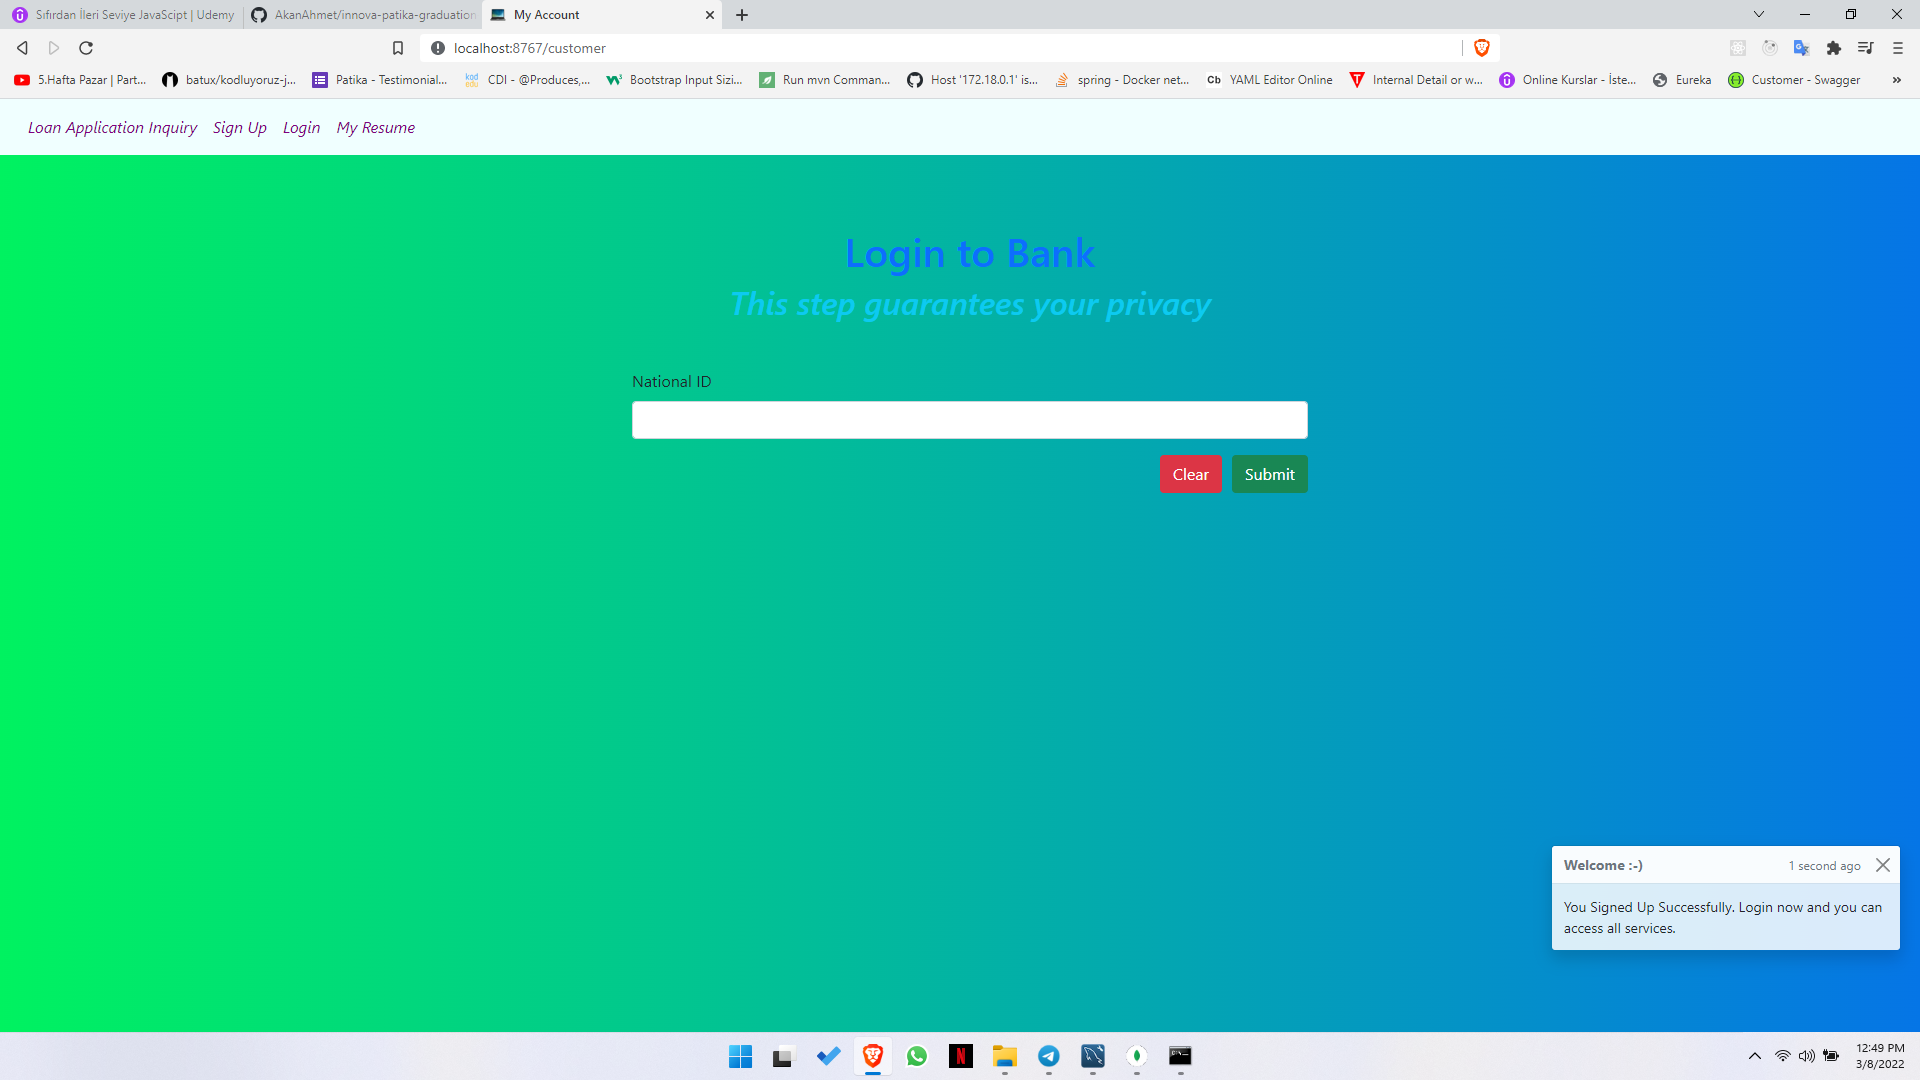 Sıfırdan İleri Seviye JavaScipt | Udemy
AkanAhmet/innova-patika-graduation
My Account
localhost:8767/customer
5.Hafta Pazar | Part...
batux/kodluyoruz-j...
Patika - Testimonial...
CDI - @Produces,...
Bootstrap Input Sizi...
Run mvn Comman...
Host '172.18.0.1' is...
spring - Docker net...
Cb YAML Editor Online
Internal Detail or w...
Online Kurslar - İste...
Eureka
Customer - Swagger
»
Loan Application Inquiry Sign Up Login My Resume
Login to Bank
This step guarantees your privacy
National ID
Clear Submit
Welcome :-) 1 second ago
You Signed Up Successfully. Login now and you can
access all services.
12:49 PM
3/8/2022